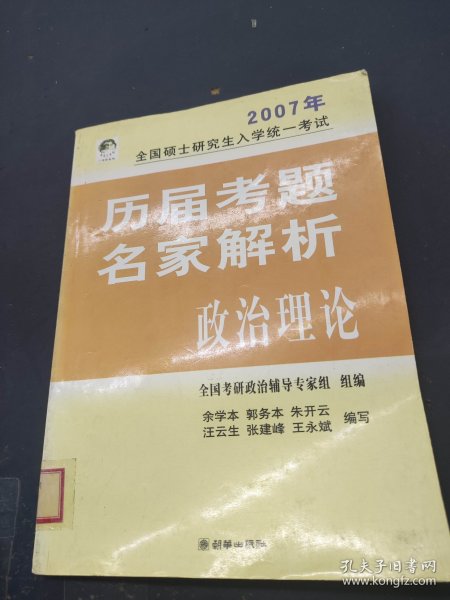 2007年
全国硕士研究生入学统一考试
历届考题
名家解析
政治理论
全国考研政治辅导专家组 组编
余学本 郭务本 朱开云
汪云生 张建峰 王永斌 编写
朝华出版社
孔夫子旧书网
www.kongfz.com